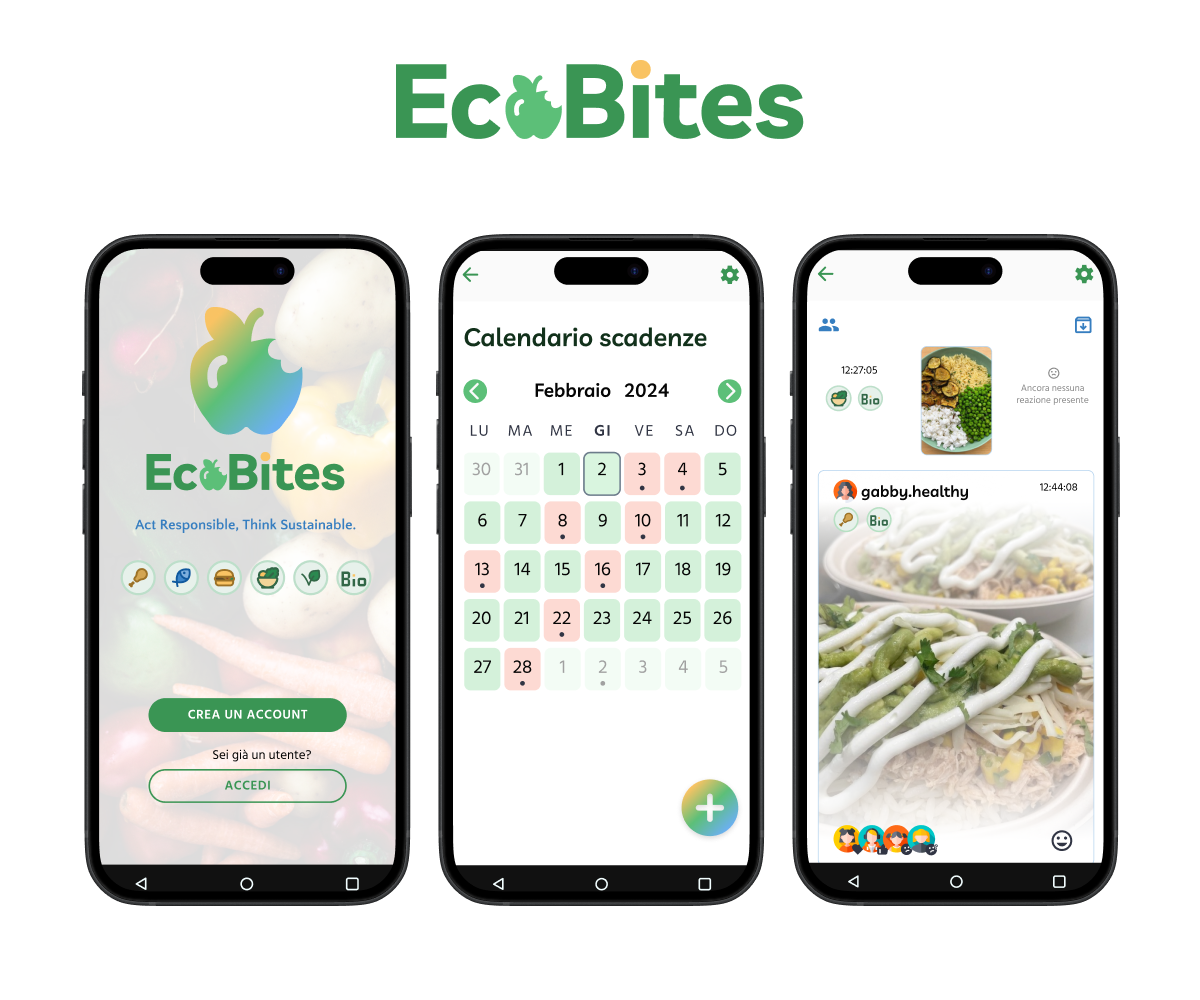 EcoBites
EcoBites
Act Responsible, Think Sustainable.
Bio
CREA UN ACCOUNT
Sei già un utente?
ACCEDI
Calendario scadenze
Febbraio 2024
LU MA ME GI VE SA DO
30 31 1 2 3 4 5
6 7 8 9 10 11 12
13 14 15 16 17 18 19
20 21 22 23 24 25 26
27 28 1 2 3 4 5
12:27:05
Bio
Ancora nessuna
reazione presente
gabby.healthy
12:44:08
Bio